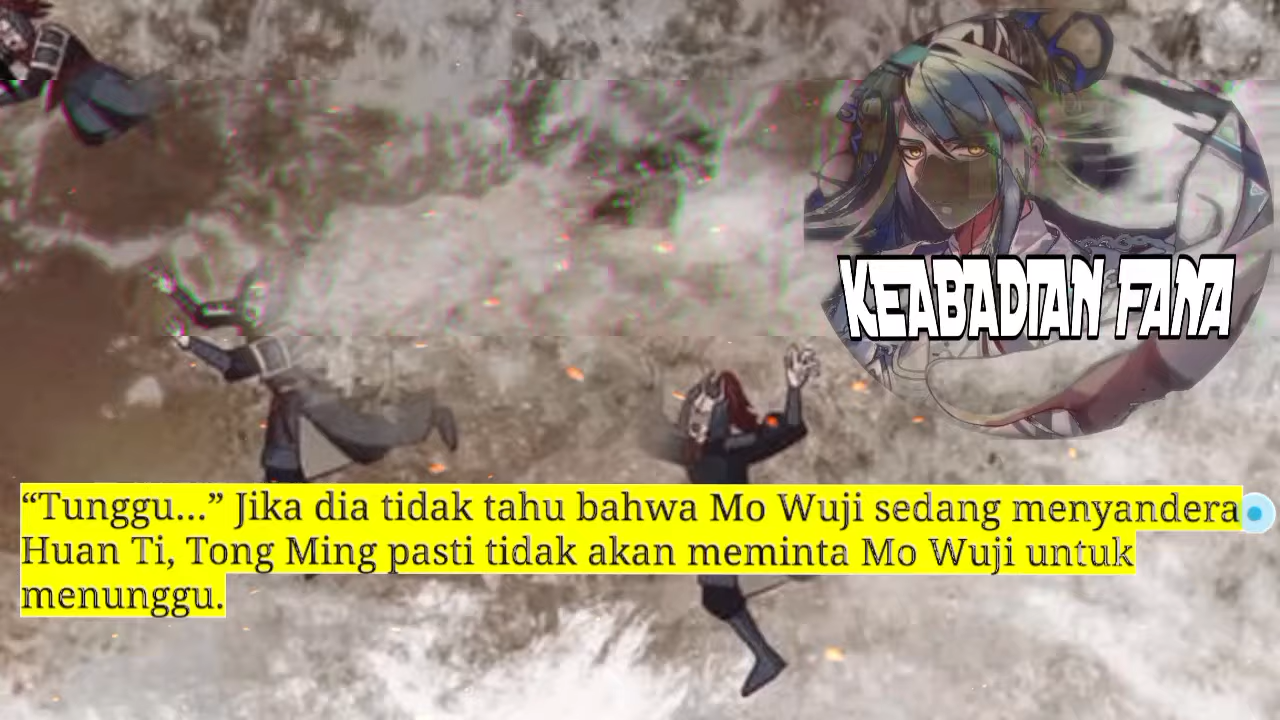 KEABADIAN FANA
“Tunggu...” Jika dia tidak tahu bahwa Mo Wuji sedang menyandera
Huan Ti, Tong Ming pasti tidak akan meminta Mo Wuji untuk
menunggu.